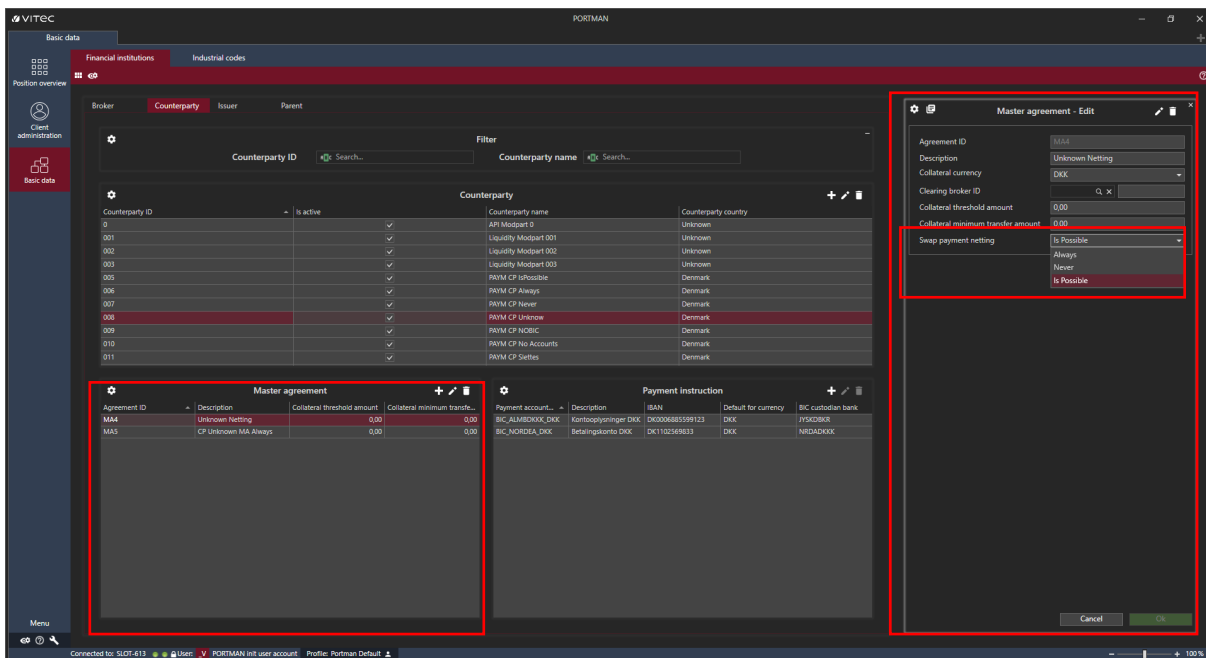 VITEC
PORTMAN
Basic data
Financial institutions Industrial codes
Position overview
Client administration
Basic data
Broker Counterparty Issuer Parent
Filter
Counterparty ID Search... Counterparty name Search...
Counterparty
Counterparty ID Is active Counterparty name Counterparty country
0 API Modpart 0 Unknown
001 Liquidity Modpart 001 Unknown
002 Liquidity Modpart 002 Unknown
003 Liquidity Modpart 003 Unknown
005 PAYM CP IsPossible Denmark
006 PAYM CP Always Denmark
007 PAYM CP Never Denmark
008 PAYM CP Unknow Denmark
009 PAYM CP NOBIC Denmark
010 PAYM CP No Accounts Denmark
011 PAYM CP Slettes Denmark
Master agreement
Agreement ID Description Collateral threshold amount Collateral minimum transfe...
MA4 Unknown Netting 0,00 0,00
MA5 CP Unknown MA Always 0,00 0,00
Payment instruction
Payment account... Description IBAN Default for currency BIC custodian bank
BIC_ALMBDKKK_DKK Kontooplysninger DKK DK0006885599123 DKK JYSKDBKR
BIC_NORDEA_DKK Betalingskonto DKK DK1102569833 DKK NRDADKKK
Master agreement - Edit
Agreement ID MA4
Description Unknown Netting
Collateral currency DKK
Clearing broker ID
Collateral threshold amount 0,00
Collateral minimum transfer amount 0,00
Swap payment netting Is Possible
Always
Never
Is Possible
Cancel Ok
Menu
Connected to: SLOT-613 User: _V PORTMAN init user account Profile: Portman Default 100 %